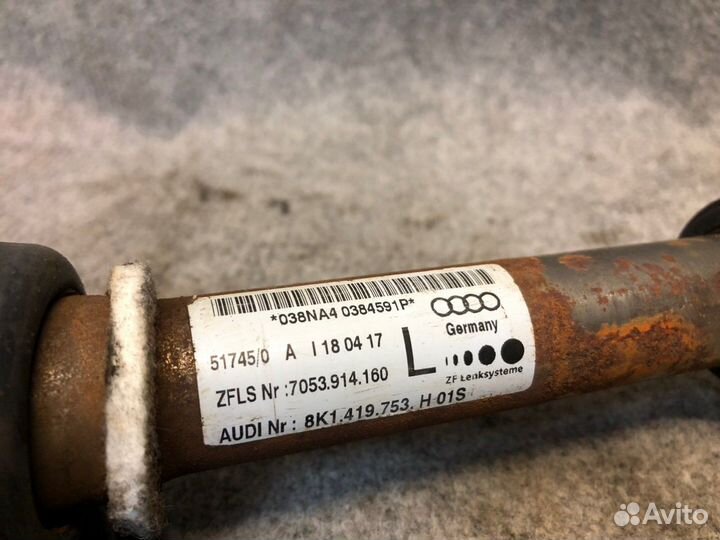 *038NA4 0384591P*
Germany
51745/0 A I 18 04 17
L
ZFLS Nr :7053.914.160
ZF Lenksysteme
AUDI Nr : 8K1.419.753. H 01S
Avito